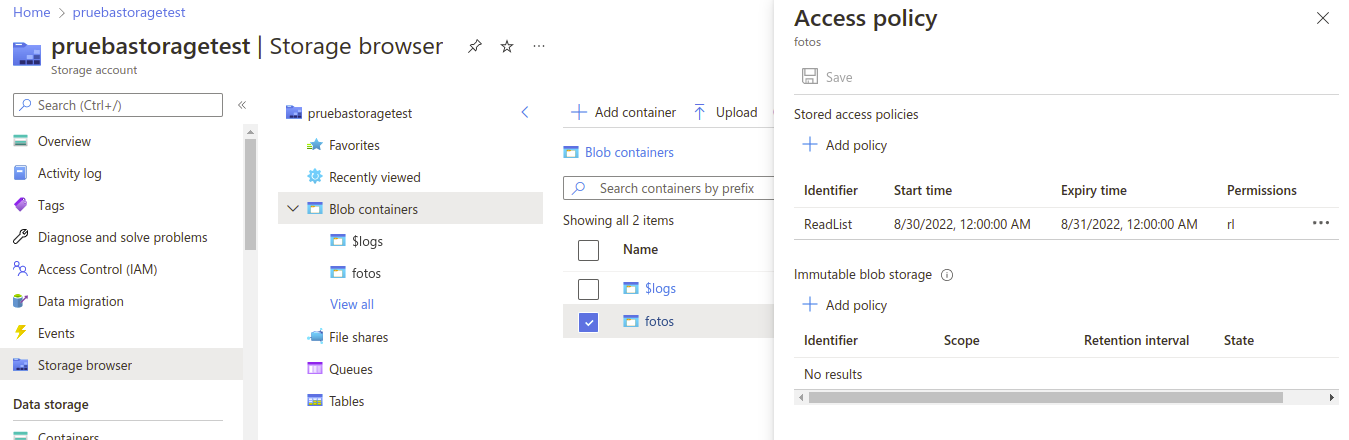 Home > pruebastoragetest
pruebastoragetest | Storage browser
Storage account
Search (Ctrl+/)
Overview
Activity log
Tags
Diagnose and solve problems
Access Control (IAM)
Data migration
Events
Storage browser
Data storage
Containers
pruebastoragetest
Favorites
Recently viewed
Blob containers
$logs
fotos
View all
File shares
Queues
Tables
Add container Upload
Blob containers
Search containers by prefix
Showing all 2 items
Name
$logs
fotos
Access policy
fotos
Save
Stored access policies
Add policy
Identifier Start time Expiry time Permissions
ReadList 8/30/2022, 12:00:00 AM 8/31/2022, 12:00:00 AM rl
Immutable blob storage
Add policy
Identifier Scope Retention interval State
No results